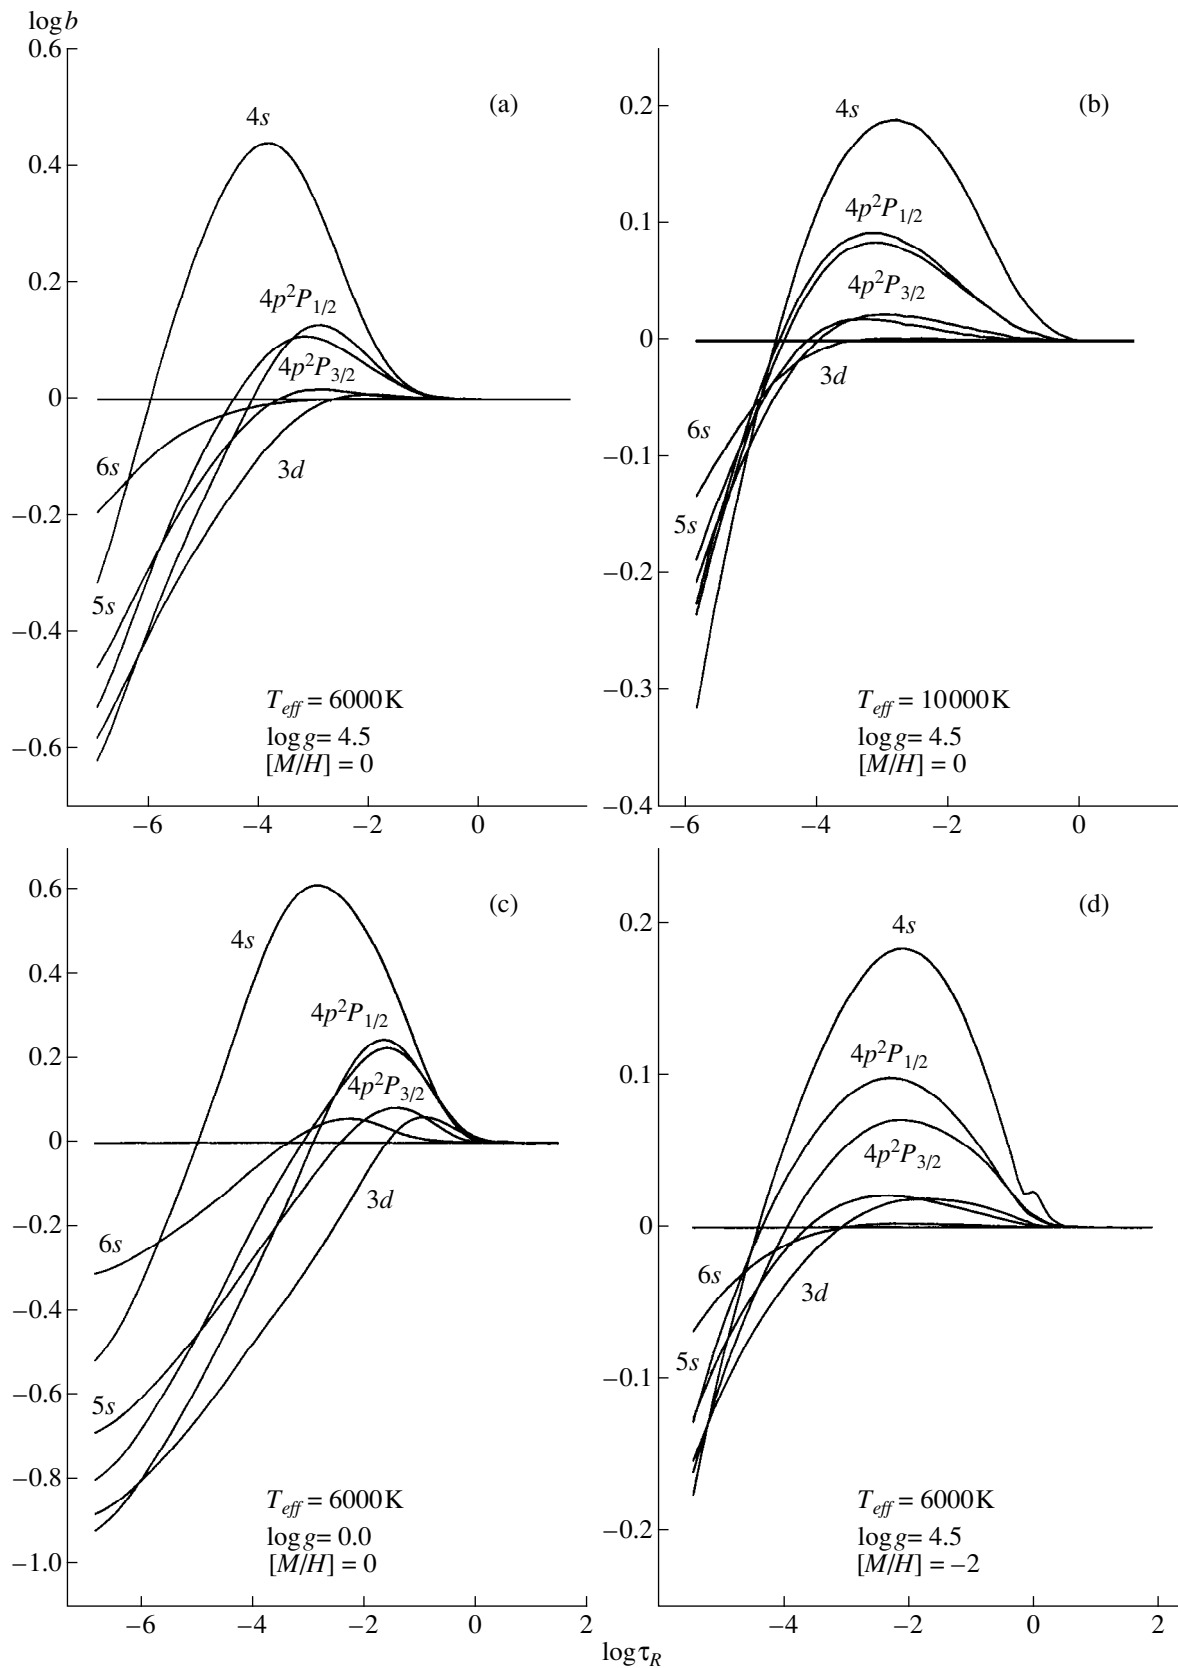 log b
0.6
0.4
0.2
0
−0.2
−0.4
−0.6
(a)
4s
4p²P₁/₂
4p²P₃/₂
6s
3d
5s
T_eff = 6000 K
log g = 4.5
[M/H] = 0
−6
−4
−2
0
0.2
0.1
0
−0.1
−0.2
−0.3
−0.4
(b)
4s
4p²P₁/₂
4p²P₃/₂
3d
6s
5s
T_eff = 10000 K
log g = 4.5
[M/H] = 0
−6
−4
−2
0
0.6
0.4
0.2
0
−0.2
−0.4
−0.6
−0.8
−1.0
(c)
4s
4p²P₁/₂
4p²P₃/₂
3d
6s
5s
T_eff = 6000 K
log g = 0.0
[M/H] = 0
−6
−4
−2
0
2
0.2
0.1
0
−0.1
−0.2
(d)
4s
4p²P₁/₂
4p²P₃/₂
6s
3d
5s
T_eff = 6000 K
log g = 4.5
[M/H] = −2
−4
−2
0
2
log τ_R